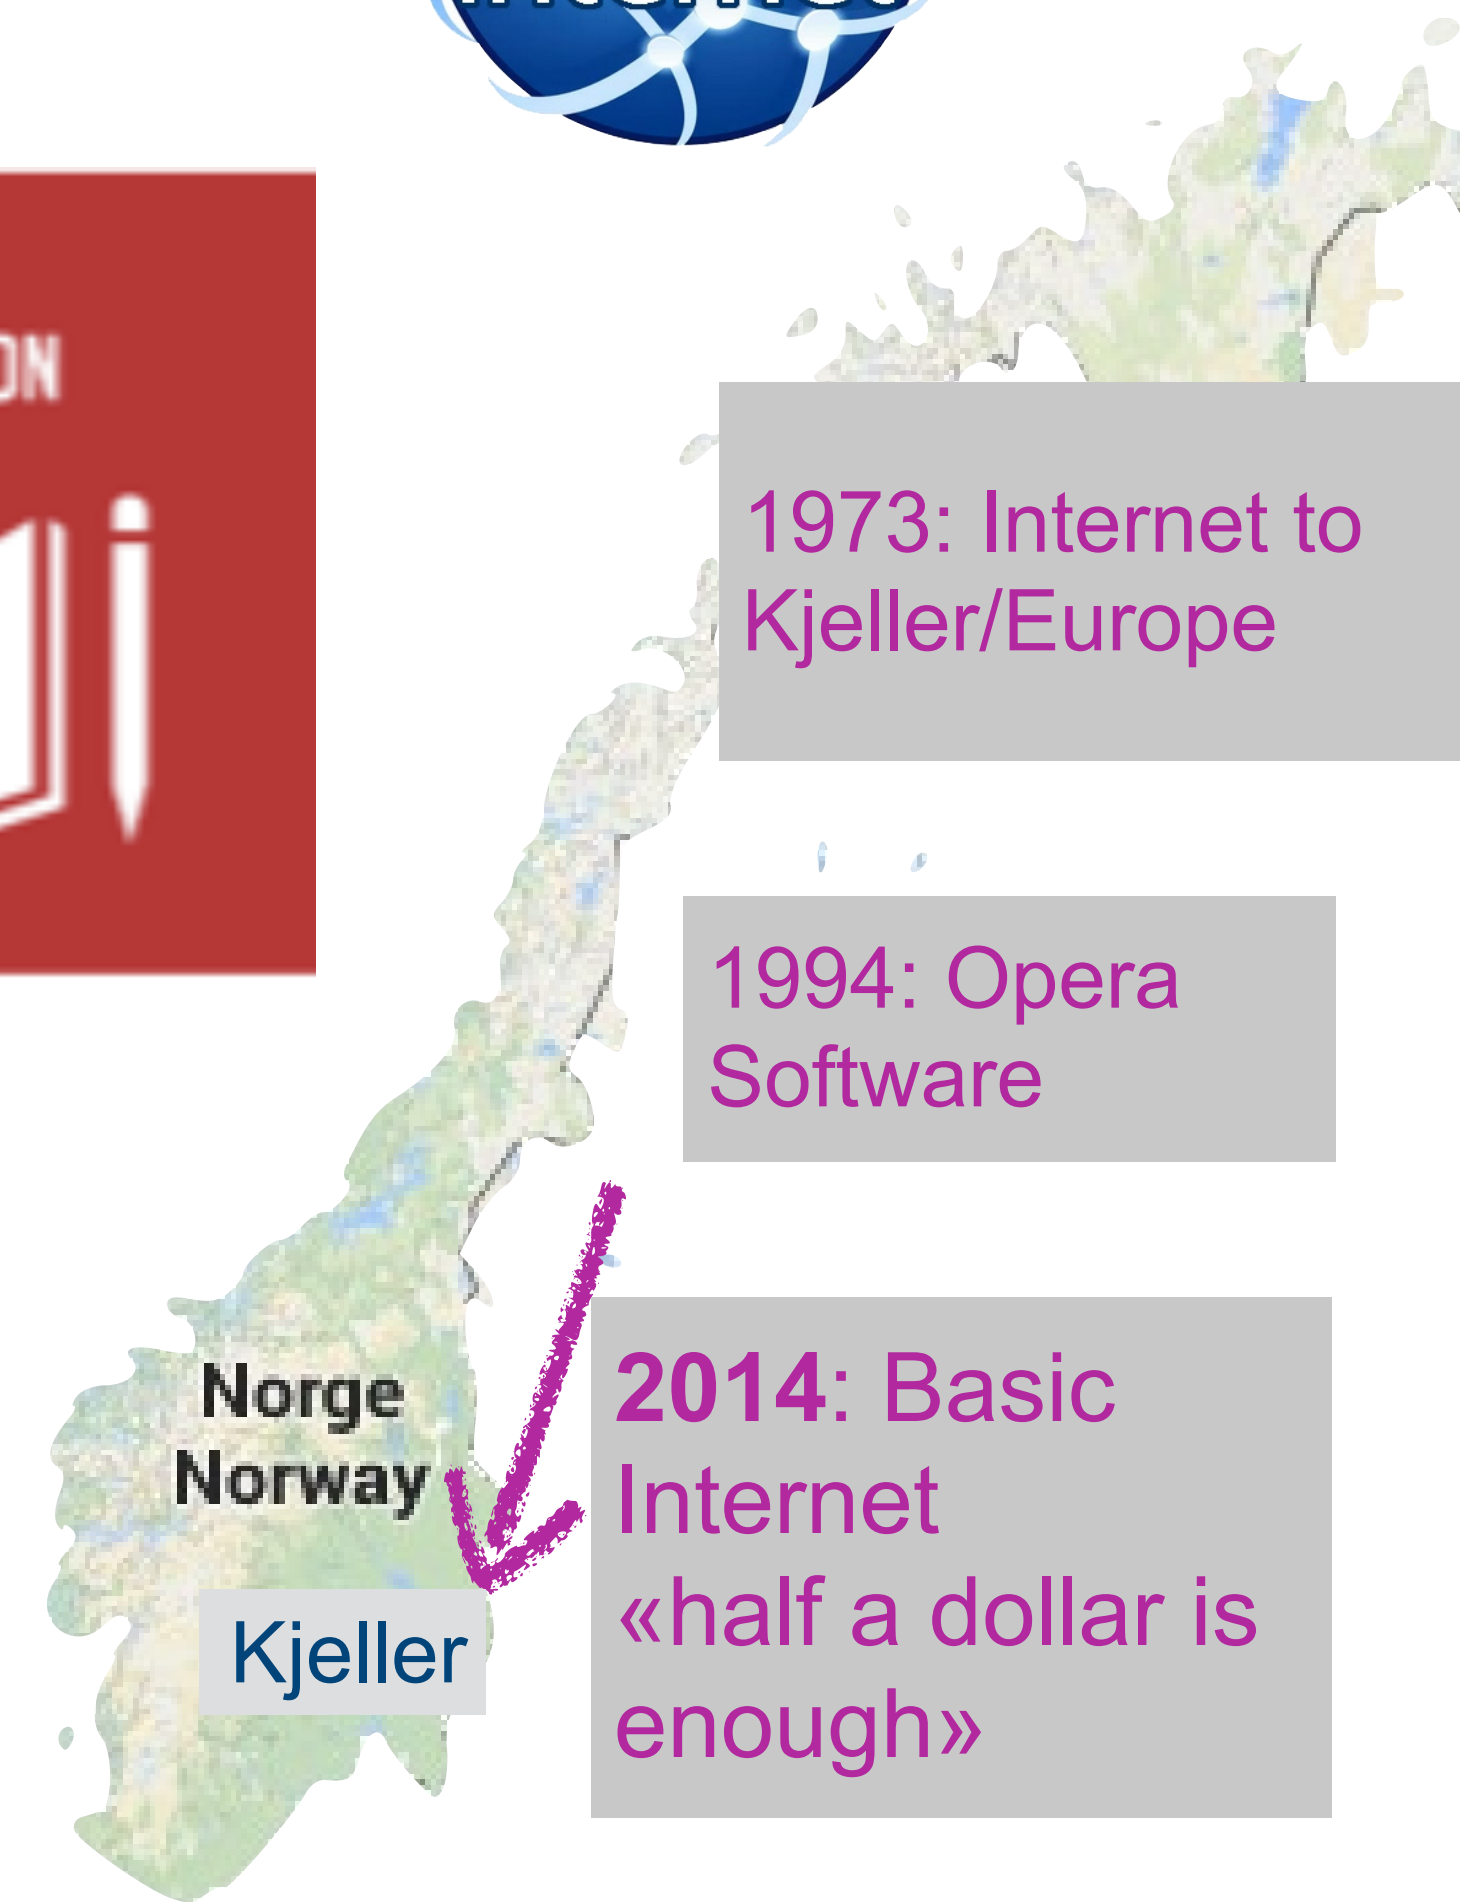 Internet
ON
1973: Internet to
Kjeller/Europe
1994: Opera
Software
Norge
Norway
2014: Basic
Internet
«half a dollar is
enough»
Kjeller